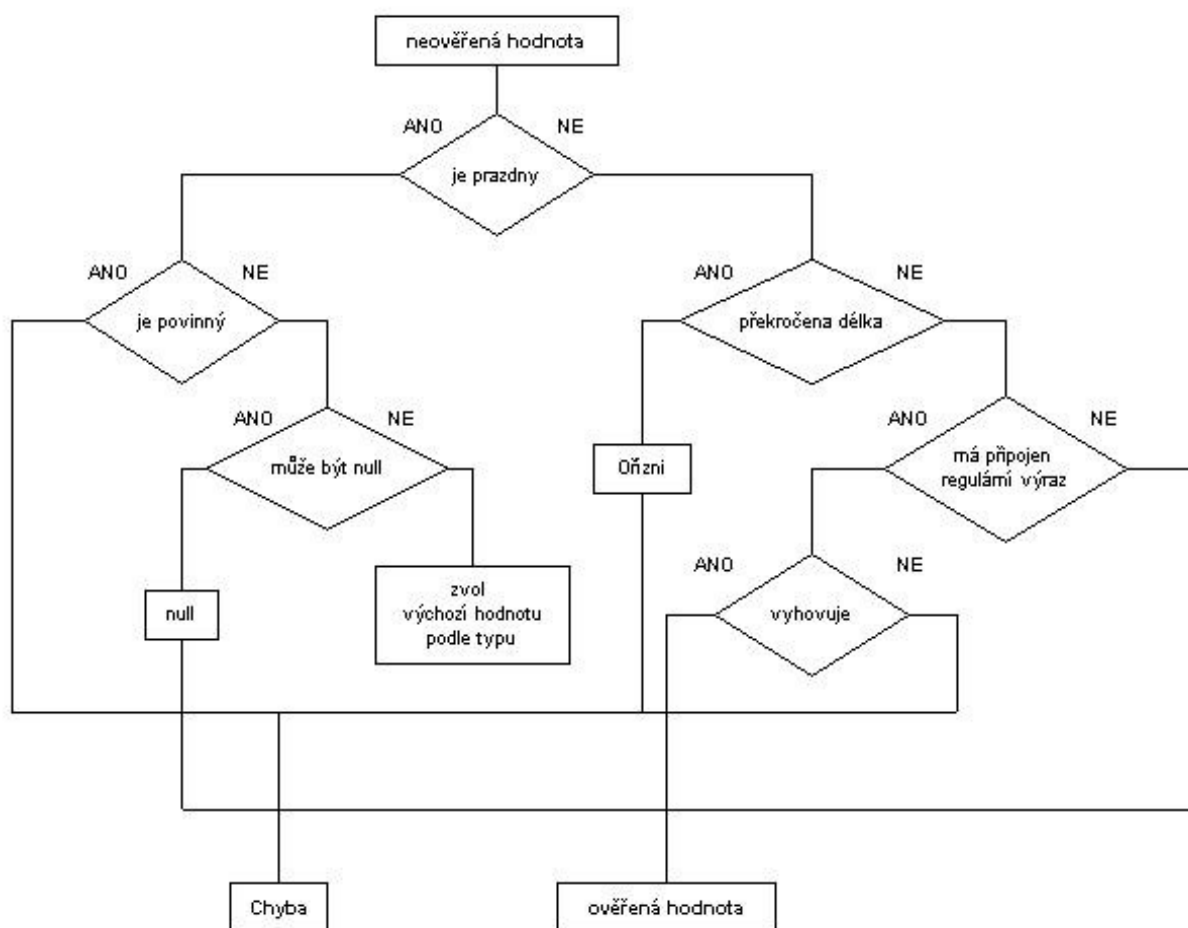 neověřená hodnota
ANO
NE
je prazdny
ANO
NE
je povinný
ANO
NE
překročena délka
ANO
NE
může být null
Ořízni
ANO
NE
má připojen
regulární výraz
null
zvol
výchozí hodnotu
podle typu
ANO
NE
vyhovuje
Chyba
ověřená hodnota